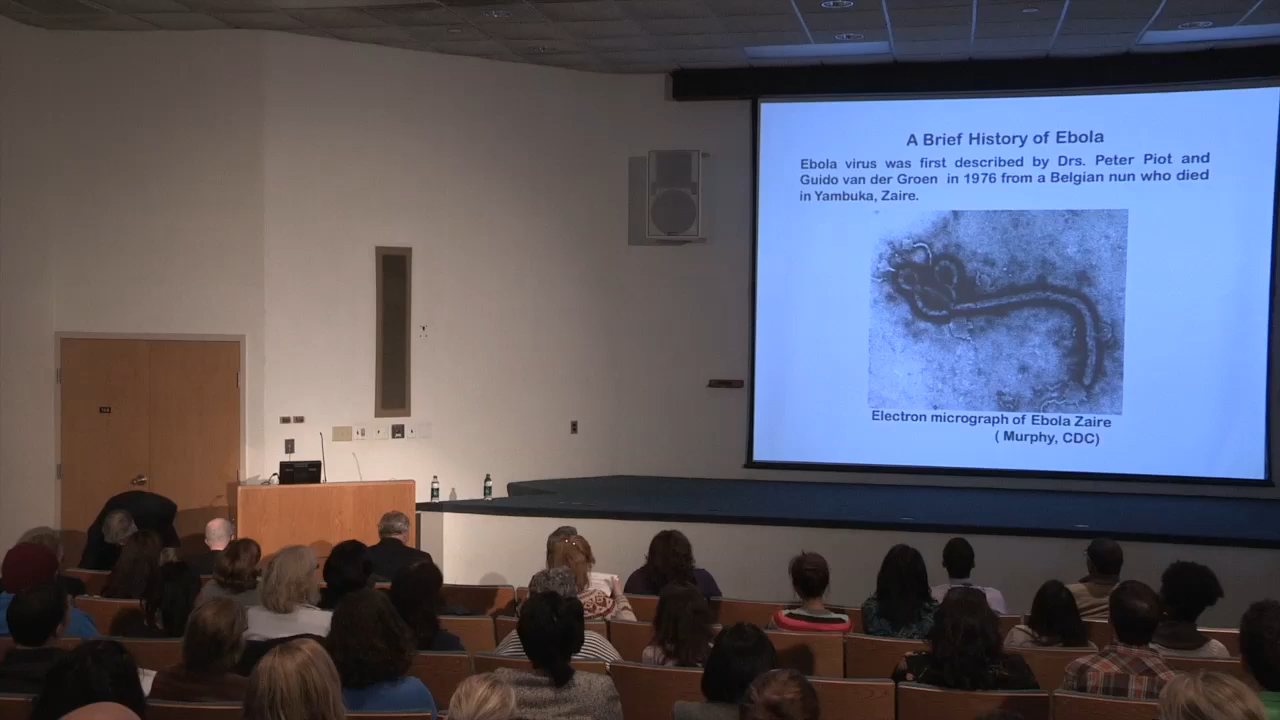 A Brief History of Ebola
Ebola virus was first described by Drs. Peter Piot and
Guido van der Groen in 1976 from a Belgian nun who died
in Yambuka, Zaire.
Electron micrograph of Ebola Zaire
( Murphy, CDC)